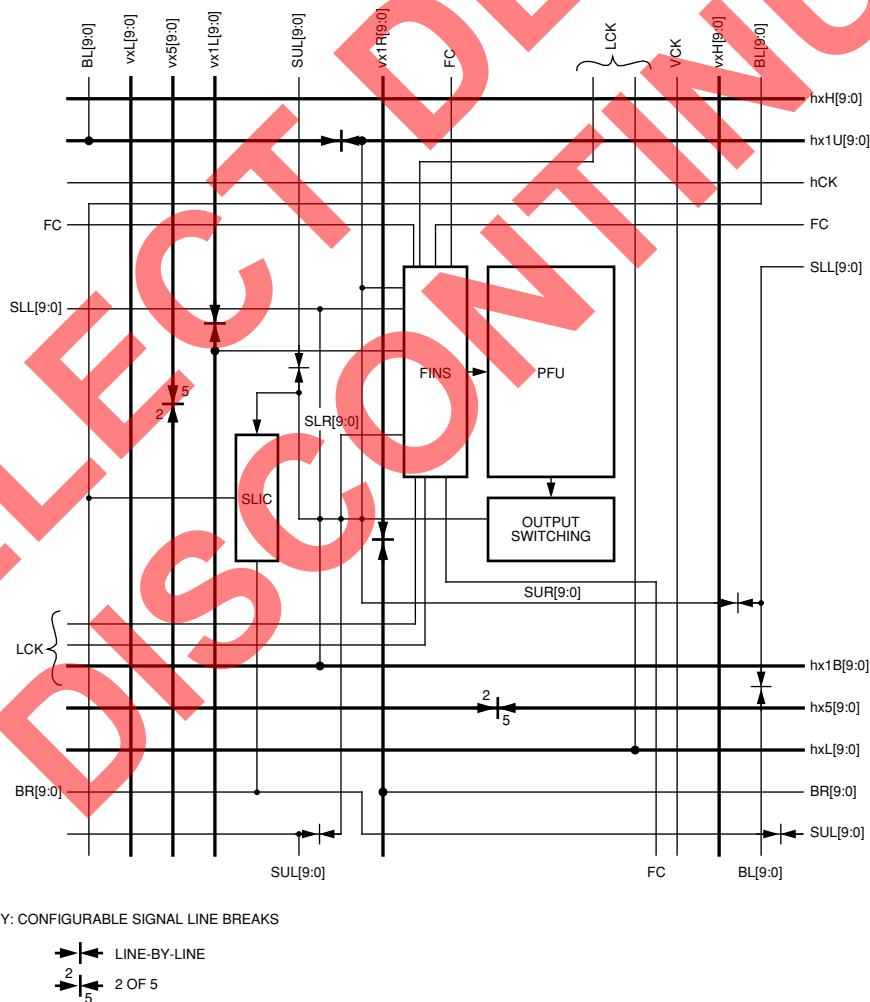 BL[9:0]
vxL[9:0]
vx5[9:0]
vx1L[9:0]
SUL[9:0]
vx1R[9:0]
FC
LCK
VCK
vxH[9:0]
BL[9:0]
hxH[9:0]
hx1U[9:0]
hCK
FC
FC
SLL[9:0]
SLL[9:0]
FINS
PFU
5
2
SLR[9:0]
SLIC
OUTPUT
SWITCHING
SUR[9:0]
LCK
hx1B[9:0]
2
5
hx5[9:0]
hxL[9:0]
BR[9:0]
BR[9:0]
SUL[9:0]
SUL[9:0]
FC
BL[9:0]
Y: CONFIGURABLE SIGNAL LINE BREAKS
LINE-BY-LINE
2
5
2 OF 5